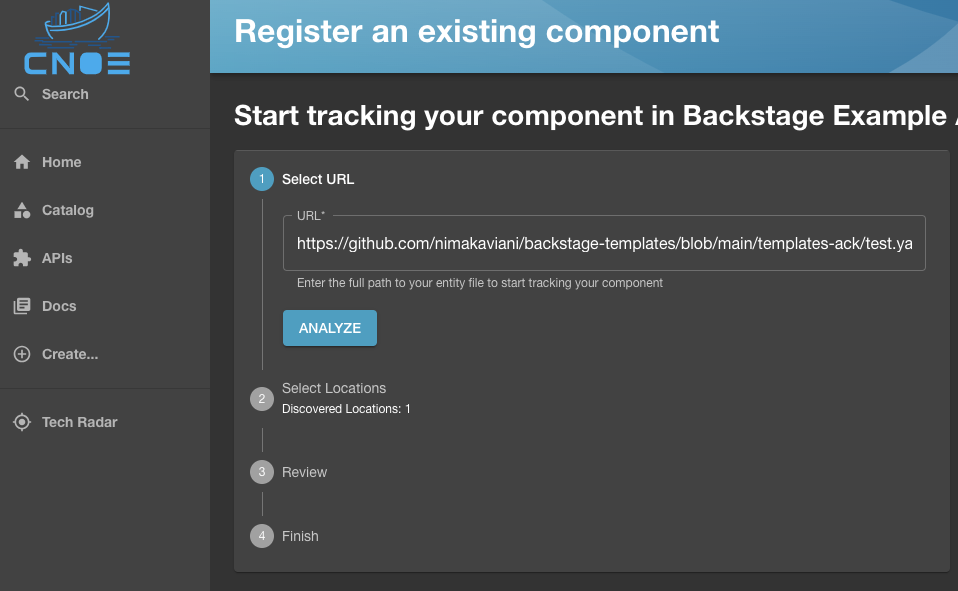 CNOE
Search
Home
Catalog
APIs
Docs
Create...
Tech Radar
Register an existing component
Start tracking your component in Backstage Example
1 Select URL
URL*
https://github.com/nimakaviani/backstage-templates/blob/main/templates-ack/test.ya
Enter the full path to your entity file to start tracking your component
ANALYZE
2 Select Locations
Discovered Locations: 1
3 Review
4 Finish